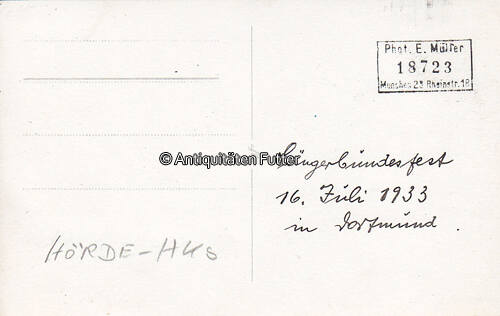 Phot. E. Müller
18723
München 23 Rheinstr. 18
© Antiquitäten Futter
Sängerbundesfest
16. Juli 1933
in Dortmund.
HÖRDE-HKS